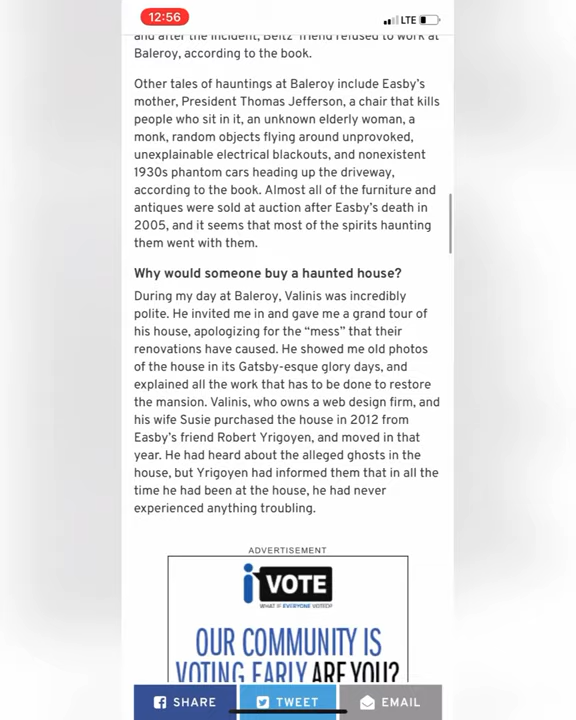 12:56
LTE
and after the incident, Beitz' friend refused to work at
Baleroy, according to the book.
Other tales of hauntings at Baleroy include Easby's
mother, President Thomas Jefferson, a chair that kills
people who sit in it, an unknown elderly woman, a
monk, random objects flying around unprovoked,
unexplainable electrical blackouts, and nonexistent
1930s phantom cars heading up the driveway,
according to the book. Almost all of the furniture and
antiques were sold at auction after Easby's death in
2005, and it seems that most of the spirits haunting
them went with them.
Why would someone buy a haunted house?
During my day at Baleroy, Valinis was incredibly
polite. He invited me in and gave me a grand tour of
his house, apologizing for the “mess” that their
renovations have caused. He showed me old photos
of the house in its Gatsby-esque glory days, and
explained all the work that has to be done to restore
the mansion. Valinis, who owns a web design firm, and
his wife Susie purchased the house in 2012 from
Easby's friend Robert Yrigoyen, and moved in that
year. He had heard about the alleged ghosts in the
house, but Yrigoyen had informed them that in all the
time he had been at the house, he had never
experienced anything troubling.
ADVERTISEMENT
iVOTE
WHAT IF EVERYONE VOTED?
OUR COMMUNITY IS
VOTING EARLY ARE YOU?
SHARE TWEET EMAIL